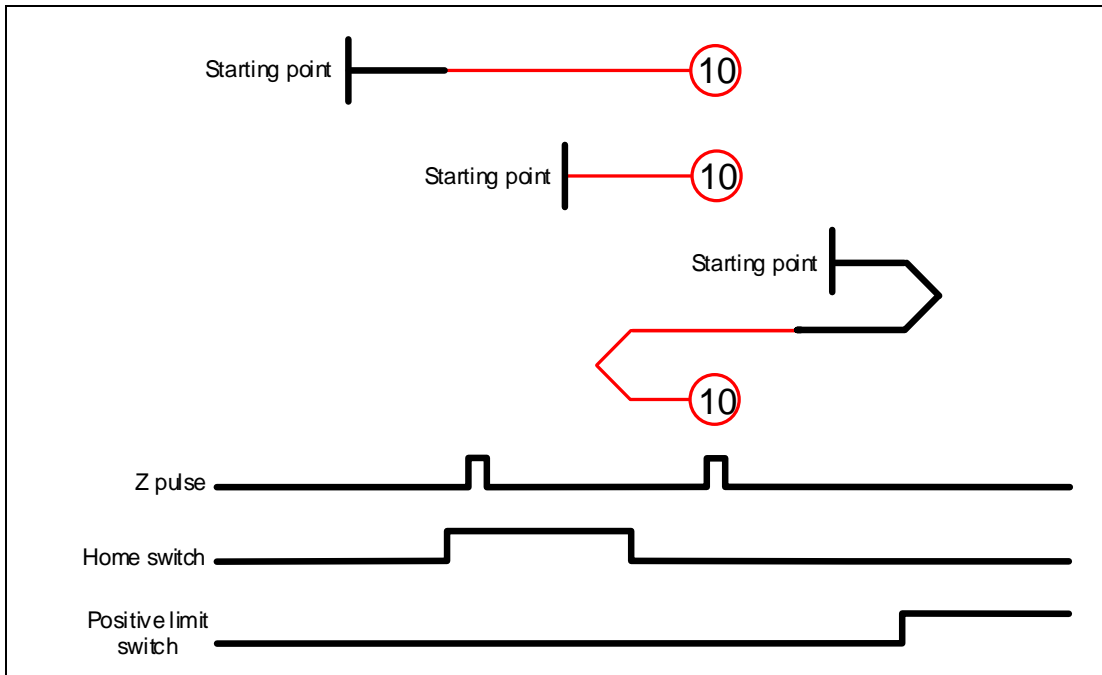 Starting point
10
Starting point
10
Starting point
10
Z pulse
Home switch
Positive limit
switch